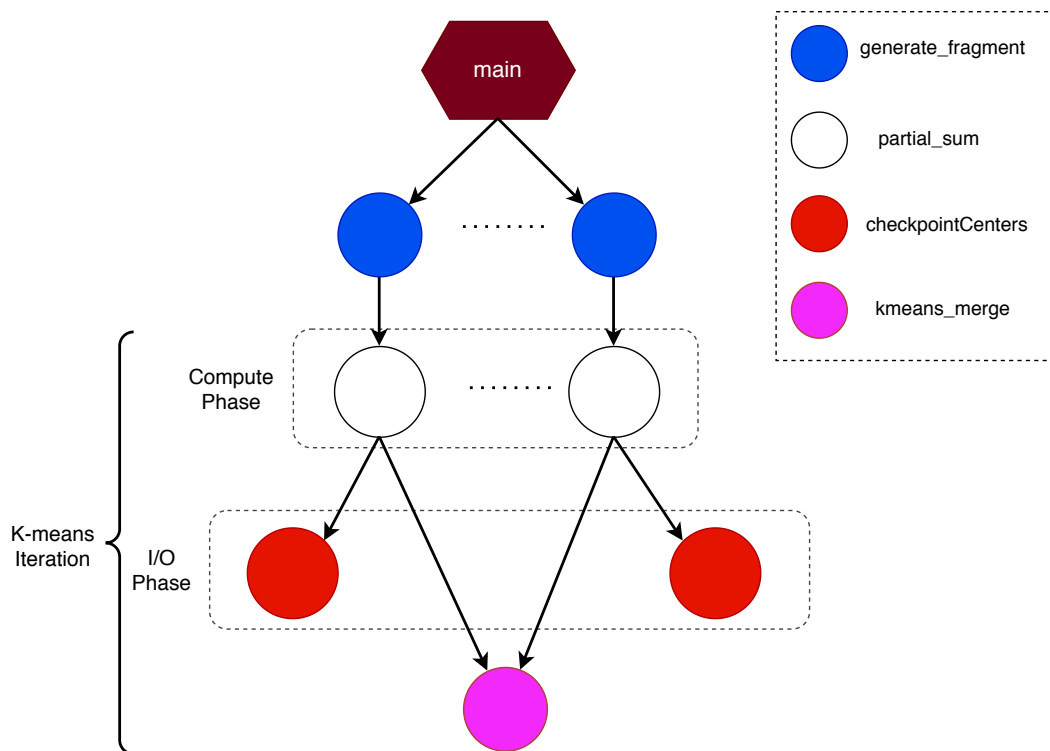 main
generate_fragment
partial_sum
checkpointCenters
kmeans_merge
Compute
Phase
K-means
Iteration
I/O
Phase